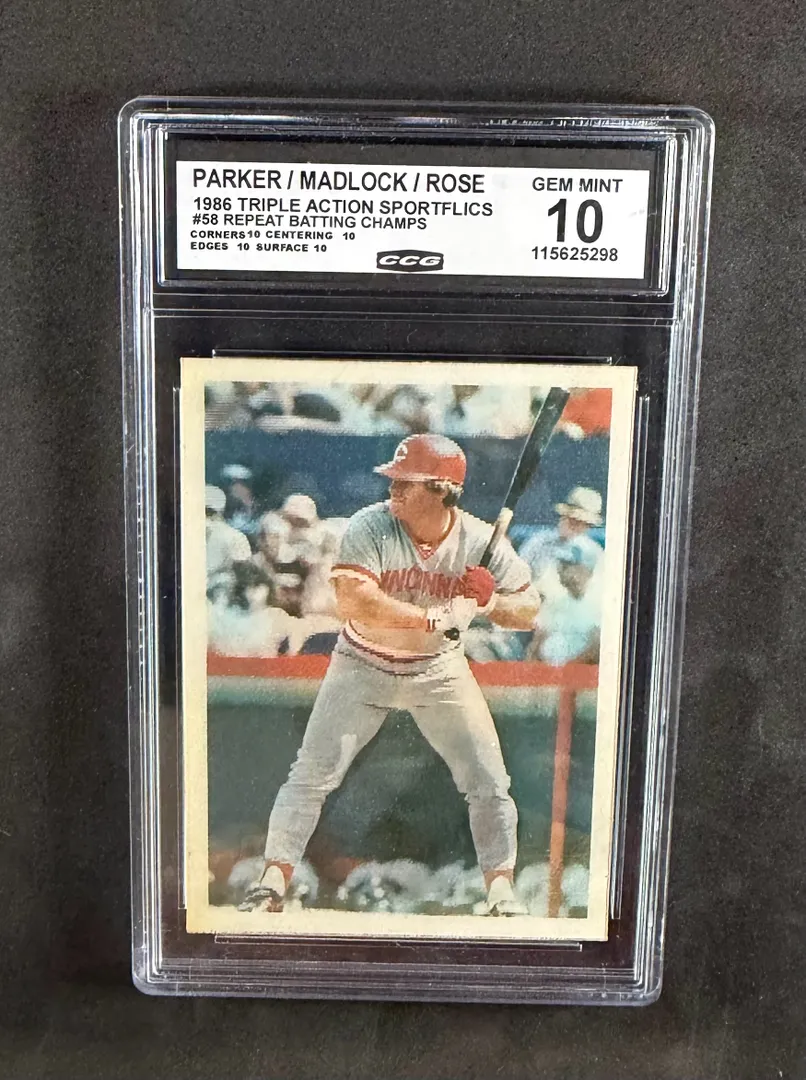 PARKER / MADLOCK / ROSE
1986 TRIPLE ACTION SPORTFLICS
#58 REPEAT BATTING CHAMPS
CORNERS 10 CENTERING 10
EDGES 10 SURFACE 10
CCG
GEM MINT
10
115625298
CINCINNA